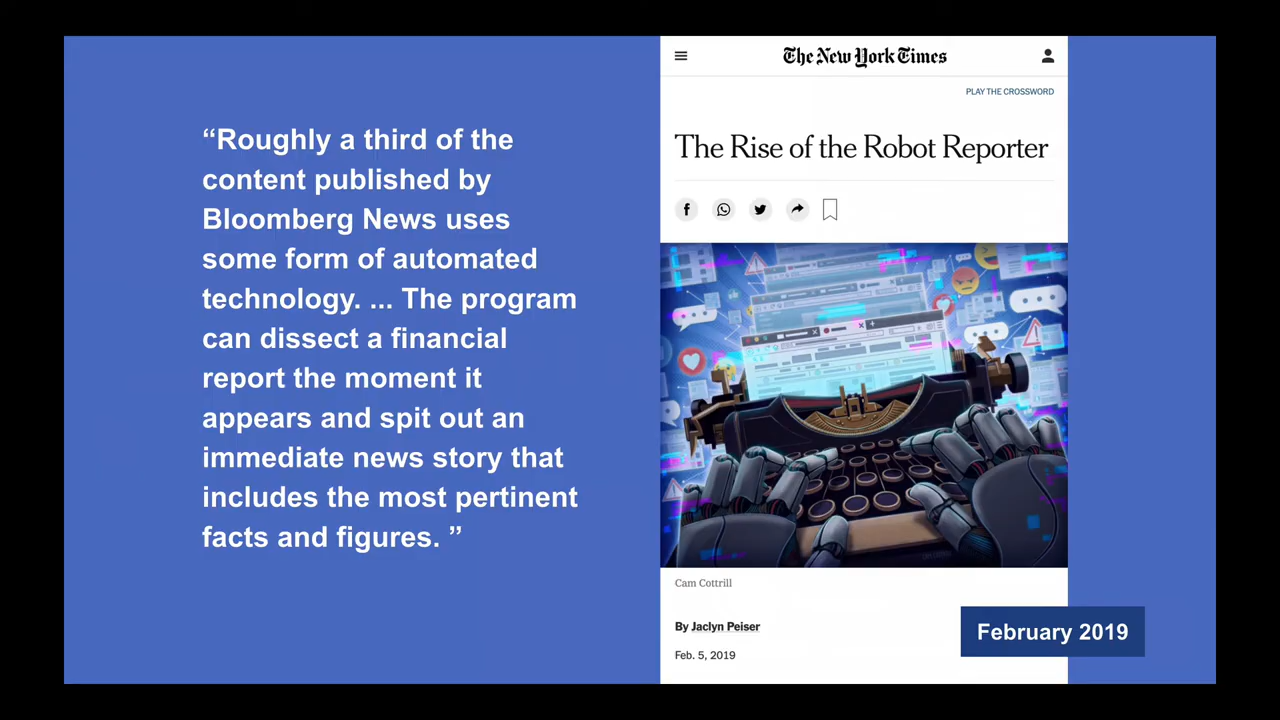 “Roughly a third of the
content published by
Bloomberg News uses
some form of automated
technology. ... The program
can dissect a financial
report the moment it
appears and spit out an
immediate news story that
includes the most pertinent
facts and figures. ”
The New York Times
PLAY THE CROSSWORD
The Rise of the Robot Reporter
Cam Cottrill
By Jaclyn Peiser
Feb. 5, 2019
February 2019